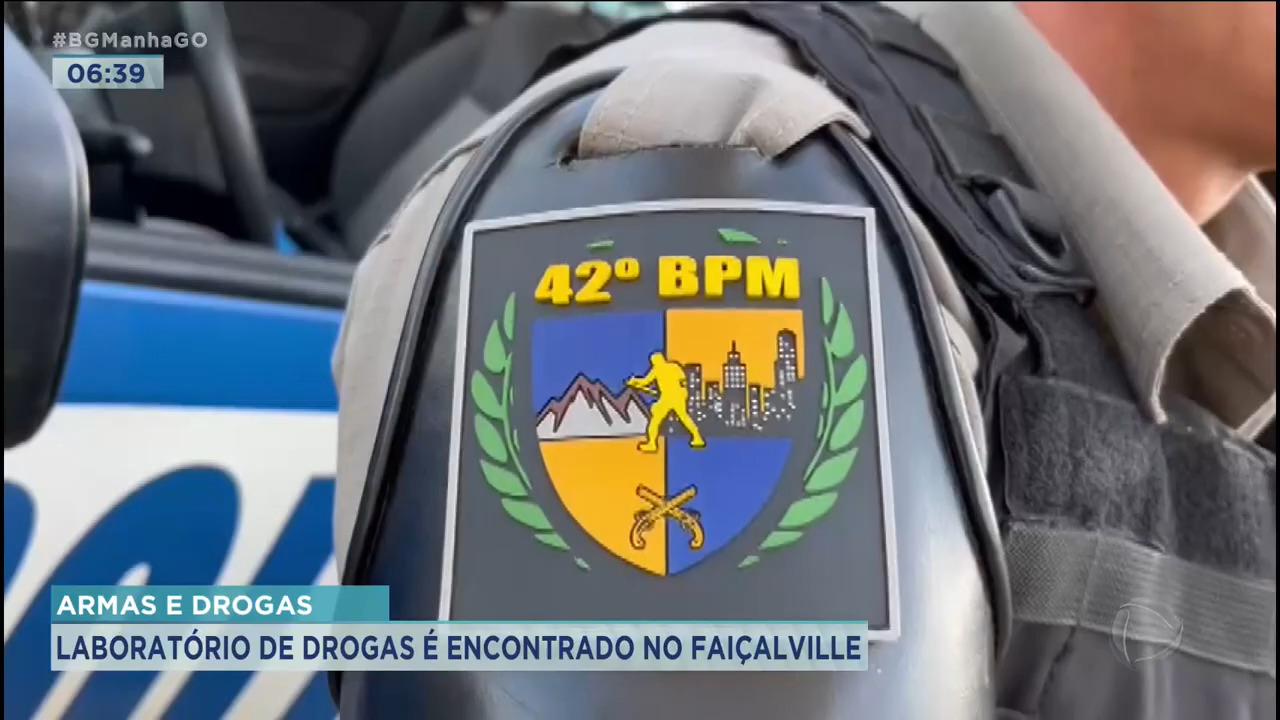 #BGManhaGO
06:39
42º BPM
ARMAS E DROGAS
LABORATÓRIO DE DROGAS É ENCONTRADO NO FAIÇALVILLE